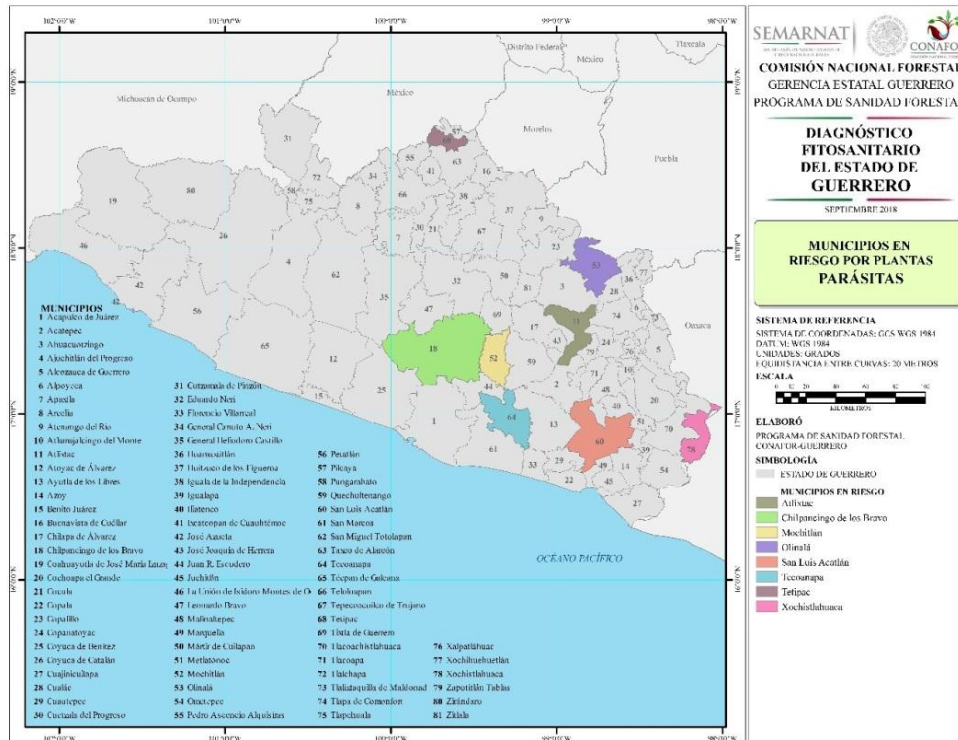 SEMARNAT
CONAFOR
COMISIÓN NACIONAL FORESTAL
GERENCIA ESTATAL GUERRERO
PROGRAMA DE SANIDAD FORESTAL
DIAGNÓSTICO
FITOSANITARIO
DEL ESTADO DE
GUERRERO
SEPTIEMBRE 2018
MUNICIPIOS EN
RIESGO POR PLANTAS
PARÁSITAS
SISTEMA DE REFERENCIA
SISTEMA DE COORDENADAS: GCS WGS 1984
DATUM: WGS 1984
UNIDADES: GRADOS
EQUIDISTANCIA ENTRE CURVAS: 20 METROS
ESCALA
KILOMETROS
ELABORÓ
PROGRAMA DE SANIDAD FORESTAL
CONAFOR-GUERRERO
SIMBOLOGÍA
ESTADO DE GUERRERO
MUNICIPIOS EN RIESGO
Atlixtac
Chilpancingo de los Bravo
Mochitlán
Olinalá
San Luis Acatlán
Tecoanapa
Tetipac
Xochistlahuaca
Distrito Federal
Tlaxcala
México
México
Michoacán de Ocampo
Morelos
Puebla
Oaxaca
OCÉANO PACÍFICO
MUNICIPIOS
1 Acapulco de Juárez
2 Acatepec
3 Ahuacuotzingo
4 Ajuchitlán del Progreso
5 Alcozauca de Guerrero
6 Alpoyeca
7 Apaxtla
8 Arcelia
9 Atenango del Río
10 Atlamajalcingo del Monte
11 Atlixtac
12 Atoyac de Álvarez
13 Ayutla de los Libres
14 Azoyú
15 Benito Juárez
16 Buenavista de Cuéllar
17 Chilapa de Álvarez
18 Chilpancingo de los Bravo
19 Coahuayutla de José María Izazaga
20 Cochoapa el Grande
21 Cocula
22 Copala
23 Copalillo
24 Copanatoyac
25 Coyuca de Benítez
26 Coyuca de Catalán
27 Cuajinicuilapa
28 Cualác
29 Cuautepec
30 Cuetzala del Progreso
31 Cutzamala de Pinzón
32 Eduardo Neri
33 Florencio Villarreal
34 General Canuto A. Neri
35 General Heliodoro Castillo
36 Huamuxtitlán
37 Huitzuco de los Figueroa
38 Iguala de la Independencia
39 Igualapa
40 Iliatenco
41 Ixcateopan de Cuauhtémoc
42 José Azueta
43 José Joaquín de Herrera
44 Juan R. Escudero
45 Juchitán
46 La Unión de Isidoro Montes de O
47 Leonardo Bravo
48 Malinaltepec
49 Marquelia
50 Mártir de Cuilapan
51 Metlatónoc
52 Mochitlán
53 Olinalá
54 Ometepec
55 Pedro Ascencio Alquisiras
56 Petatlán
57 Pilcaya
58 Pungarabato
59 Quechultenango
60 San Luis Acatlán
61 San Marcos
62 San Miguel Totolapan
63 Taxco de Alarcón
64 Tecoanapa
65 Técpan de Galeana
66 Teloloapan
67 Tepecoacuilco de Trujano
68 Tetipac
69 Tixtla de Guerrero
70 Tlacoachistlahuaca
71 Tlacoapa
72 Tlalchapa
73 Tlalixtaquilla de Maldonad
74 Tlapa de Comonfort
75 Tlapehuala
76 Xalpatláhuac
77 Xochihuehuetlán
78 Xochistlahuaca
79 Zapotitlán Tablas
80 Zirándaro
81 Zitlala